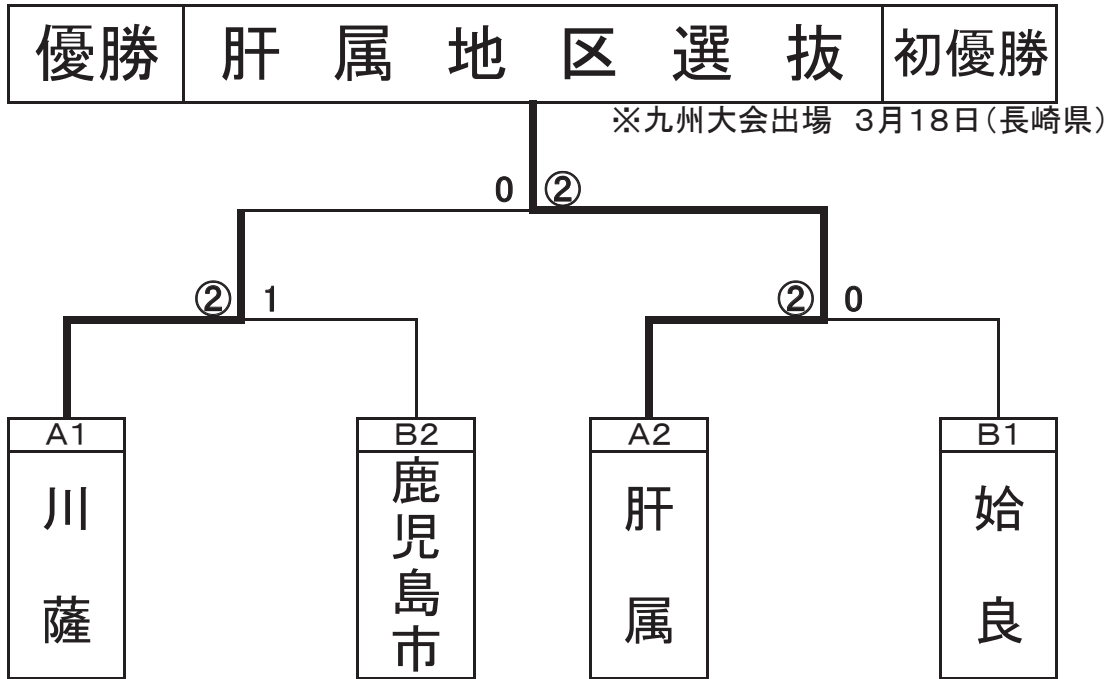 優勝 肝属地区選抜 初優勝
※九州大会出場 3月18日(長崎県)
0 ②
② 1 ② 0
A1 B2 A2 B1
川薩 鹿児島市 肝属 姶良